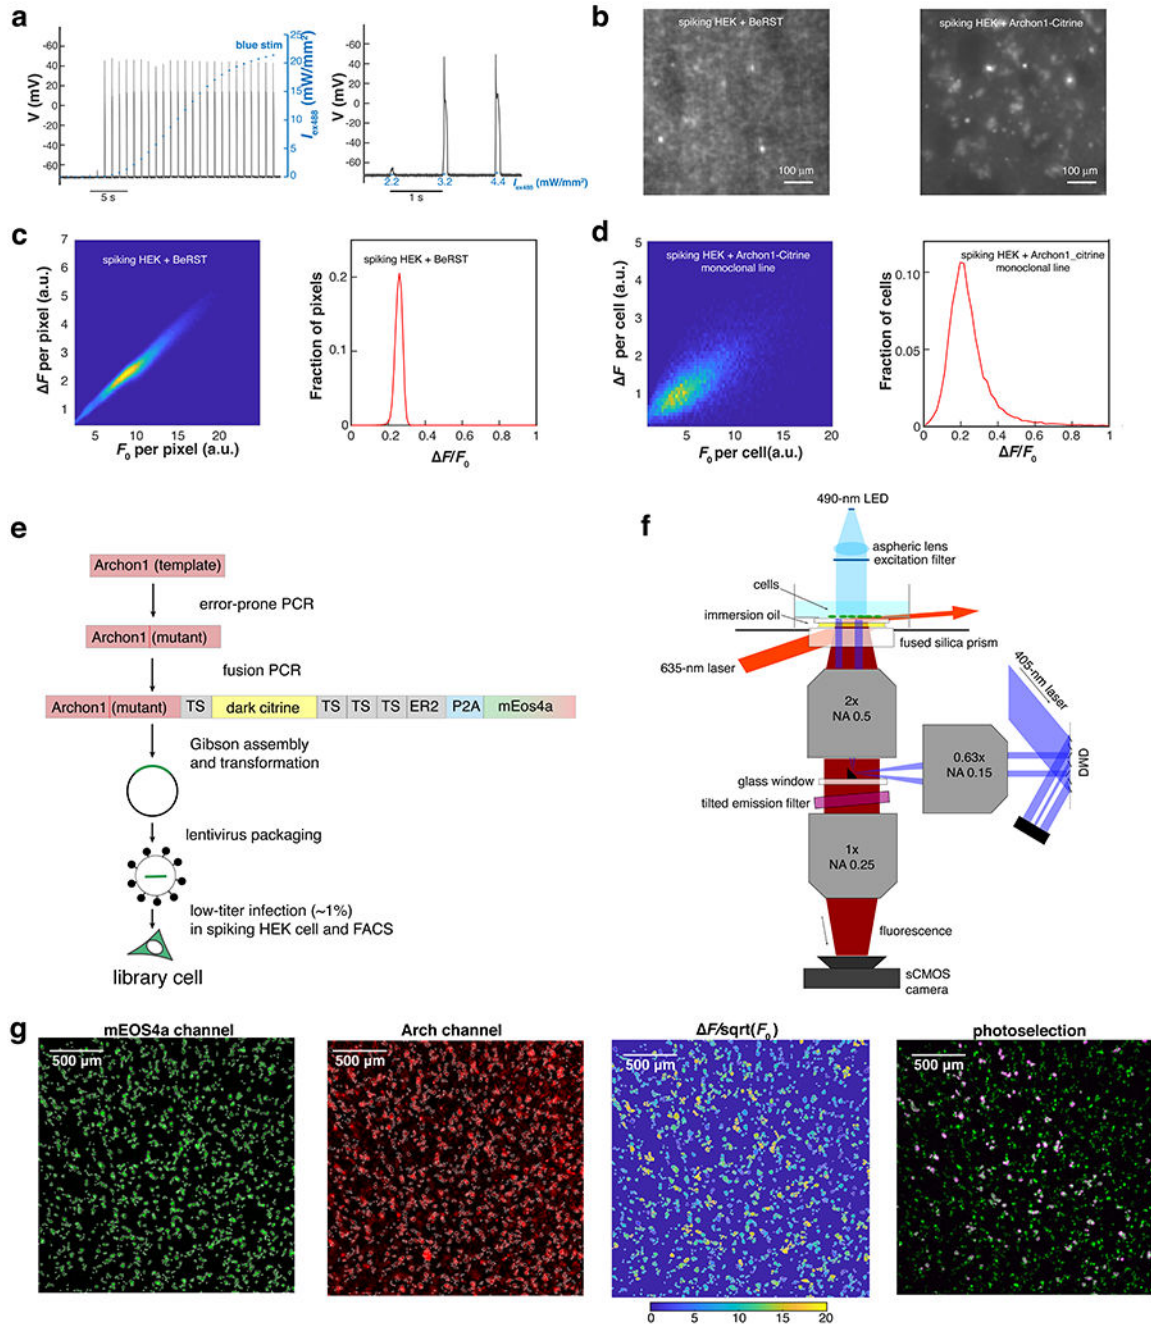 a
-60
-40
-20
0
-20
-40
-60
V (mV)
blue stim
25
20
15
10
5
0
I ex488 (mW/mm²)
5 s
-60
-40
-20
0
-20
-40
-60
V (mV)
2.2
3.2
4.4
I ex488 (mW/mm²)
1 s
b
spiking HEK + BeRST
100 µm
spiking HEK + Archon1-Citrine
100 µm
c
7
6
5
4
3
2
1
ΔF per pixel (a.u.)
spiking HEK + BeRST
5 10 15 20
F0 per pixel (a.u.)
Fraction of pixels
0.2
0.1
0
spiking HEK + BeRST
0 0.2 0.4 0.6 0.8 1
ΔF/F0
d
5
4
3
2
1
ΔF per cell (a.u.)
spiking HEK + Archon1-Citrine
monoclonal line
5 10 15 20
F0 per cell(a.u.)
Fraction of cells
0.10
0.05
0
spiking HEK + Archon1_citrine
monoclonal line
0 0.2 0.4 0.6 0.8 1
ΔF/F0
e
Archon1 (template)
error-prone PCR
Archon1 (mutant)
fusion PCR
Archon1 (mutant) TS dark citrine TS TS TS ER2 P2A mEos4a
Gibson assembly
and transformation
lentivirus packaging
low-titer infection (~1%)
in spiking HEK cell and FACS
library cell
f
490-nm LED
aspheric lens
excitation filter
cells
immersion oil
fused silica prism
635-nm laser
405-nm laser
2x
NA 0.5
0.63x
NA 0.15
DMD
glass window
tilted emission filter
1x
NA 0.25
fluorescence
sCMOS
camera
g
mEOS4a channel
500 µm
Arch channel
500 µm
ΔF/sqrt(F0)
500 µm
0 5 10 15 20
photoselection
500 µm